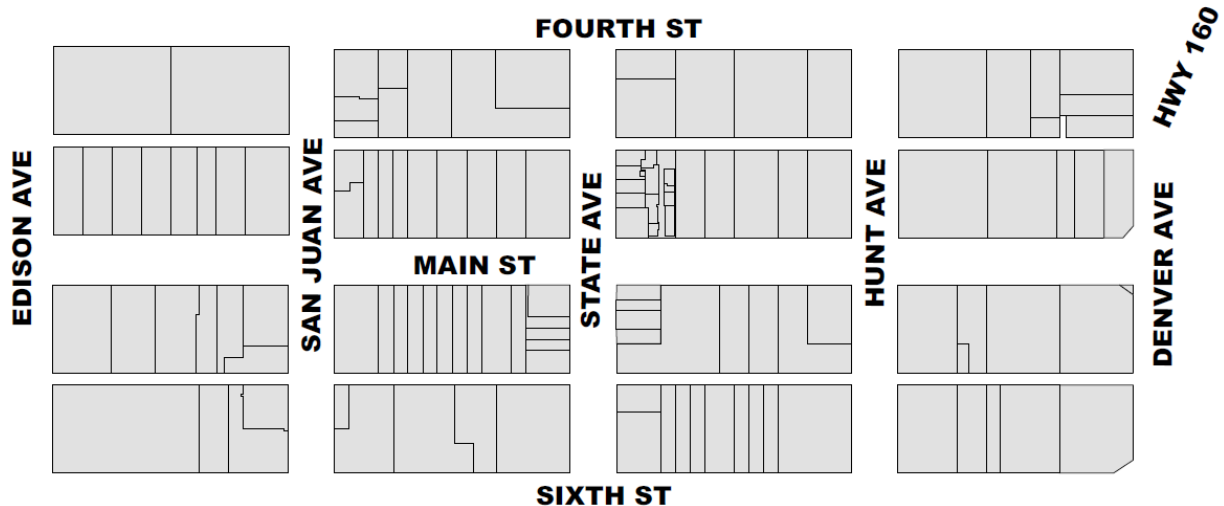 FOURTH ST
HWY 160
EDISON AVE
SAN JUAN AVE
STATE AVE
HUNT AVE
DENVER AVE
MAIN ST
SIXTH ST